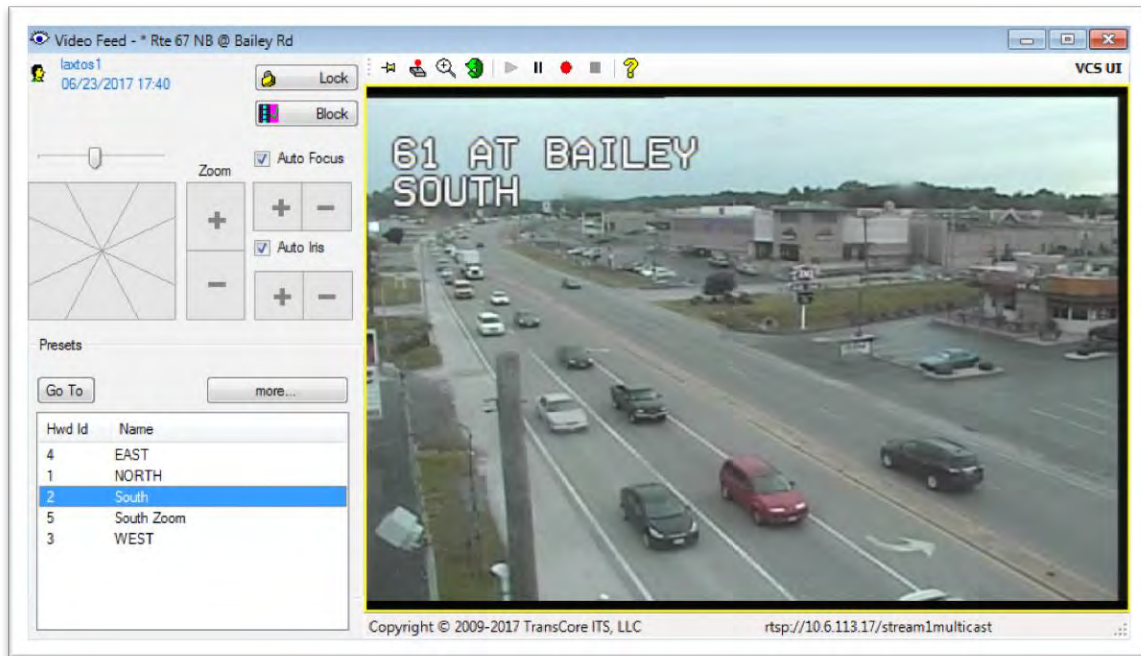 Video Feed - * Rte 67 NB @ Bailey Rd
laxtos1
06/23/2017 17:40
Lock
Block
VCS UI
Zoom
Auto Focus
Auto Iris
Presets
Go To
more...
Hwd Id Name
4 EAST
1 NORTH
2 South
5 South Zoom
3 WEST
61 AT BAILEY
SOUTH
Copyright © 2009-2017 TransCore ITS, LLC
rtsp://10.6.113.17/stream1multicast